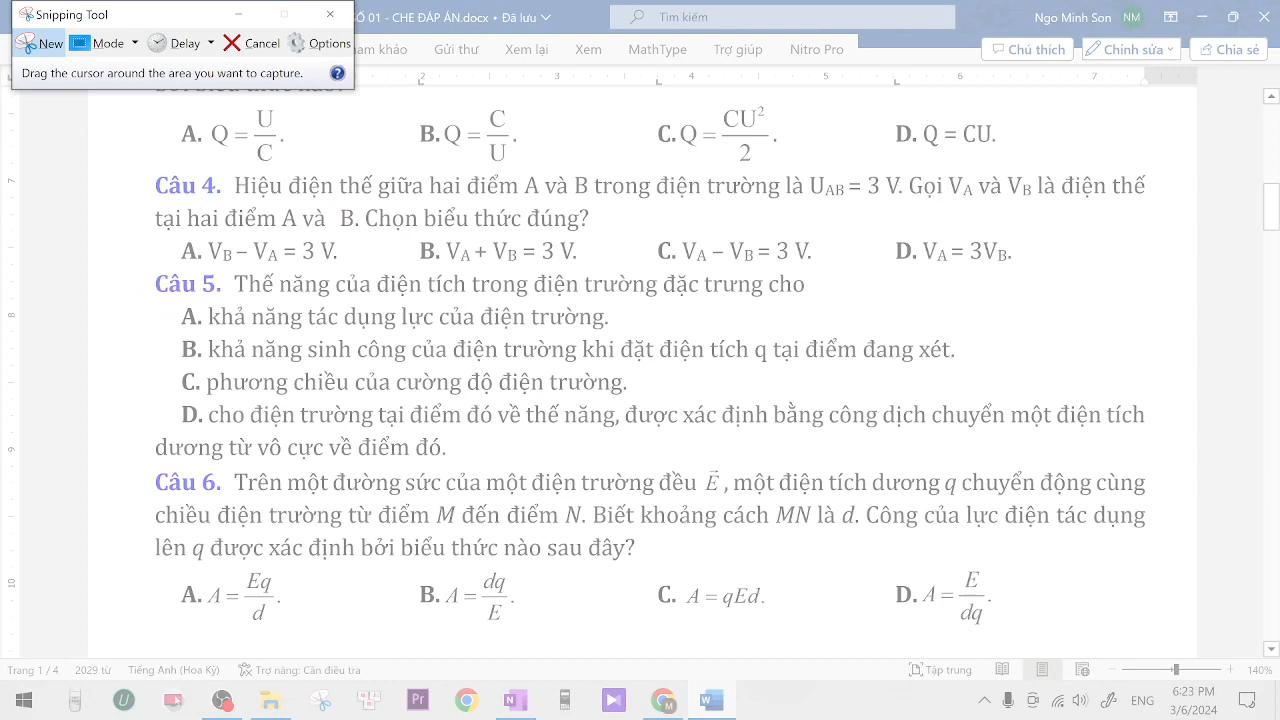 Snipping Tool
SỐ 01 - CHE ĐÁP ÁN.docx • Đã lưu
Tìm kiếm
Ngo Minh Son NM
New Mode Delay Cancel Options
Drag the cursor around the area you want to capture.
am khảo Gửi thư Xem lại Xem MathType Trợ giúp Nitro Pro Chú thích Chỉnh sửa Chia sẻ
2 3 4 5 6 7
A. Q = U/C. B. Q = C/U. C. Q = CU²/2. D. Q = CU.
Câu 4. Hiệu điện thế giữa hai điểm A và B trong điện trường là U_AB = 3 V. Gọi V_A và V_B là điện thế
tại hai điểm A và B. Chọn biểu thức đúng?
A. V_B – V_A = 3 V. B. V_A + V_B = 3 V. C. V_A – V_B = 3 V. D. V_A = 3V_B.
Câu 5. Thế năng của điện tích trong điện trường đặc trưng cho
A. khả năng tác dụng lực của điện trường.
B. khả năng sinh công của điện trường khi đặt điện tích q tại điểm đang xét.
C. phương chiều của cường độ điện trường.
D. cho điện trường tại điểm đó về thế năng, được xác định bằng công dịch chuyển một điện tích
dương từ vô cực về điểm đó.
Câu 6. Trên một đường sức của một điện trường đều E⃗, một điện tích dương q chuyển động cùng
chiều điện trường từ điểm M đến điểm N. Biết khoảng cách MN là d. Công của lực điện tác dụng
lên q được xác định bởi biểu thức nào sau đây?
A. A = Eq/d. B. A = dq/E. C. A = qEd. D. A = E/dq.
7
8
9
10
Trang 1 / 4 2029 từ Tiếng Anh (Hoa Kỳ) Trợ năng: Cần điều tra Tập trung 140%
ENG 6:23 PM
3/6/2024